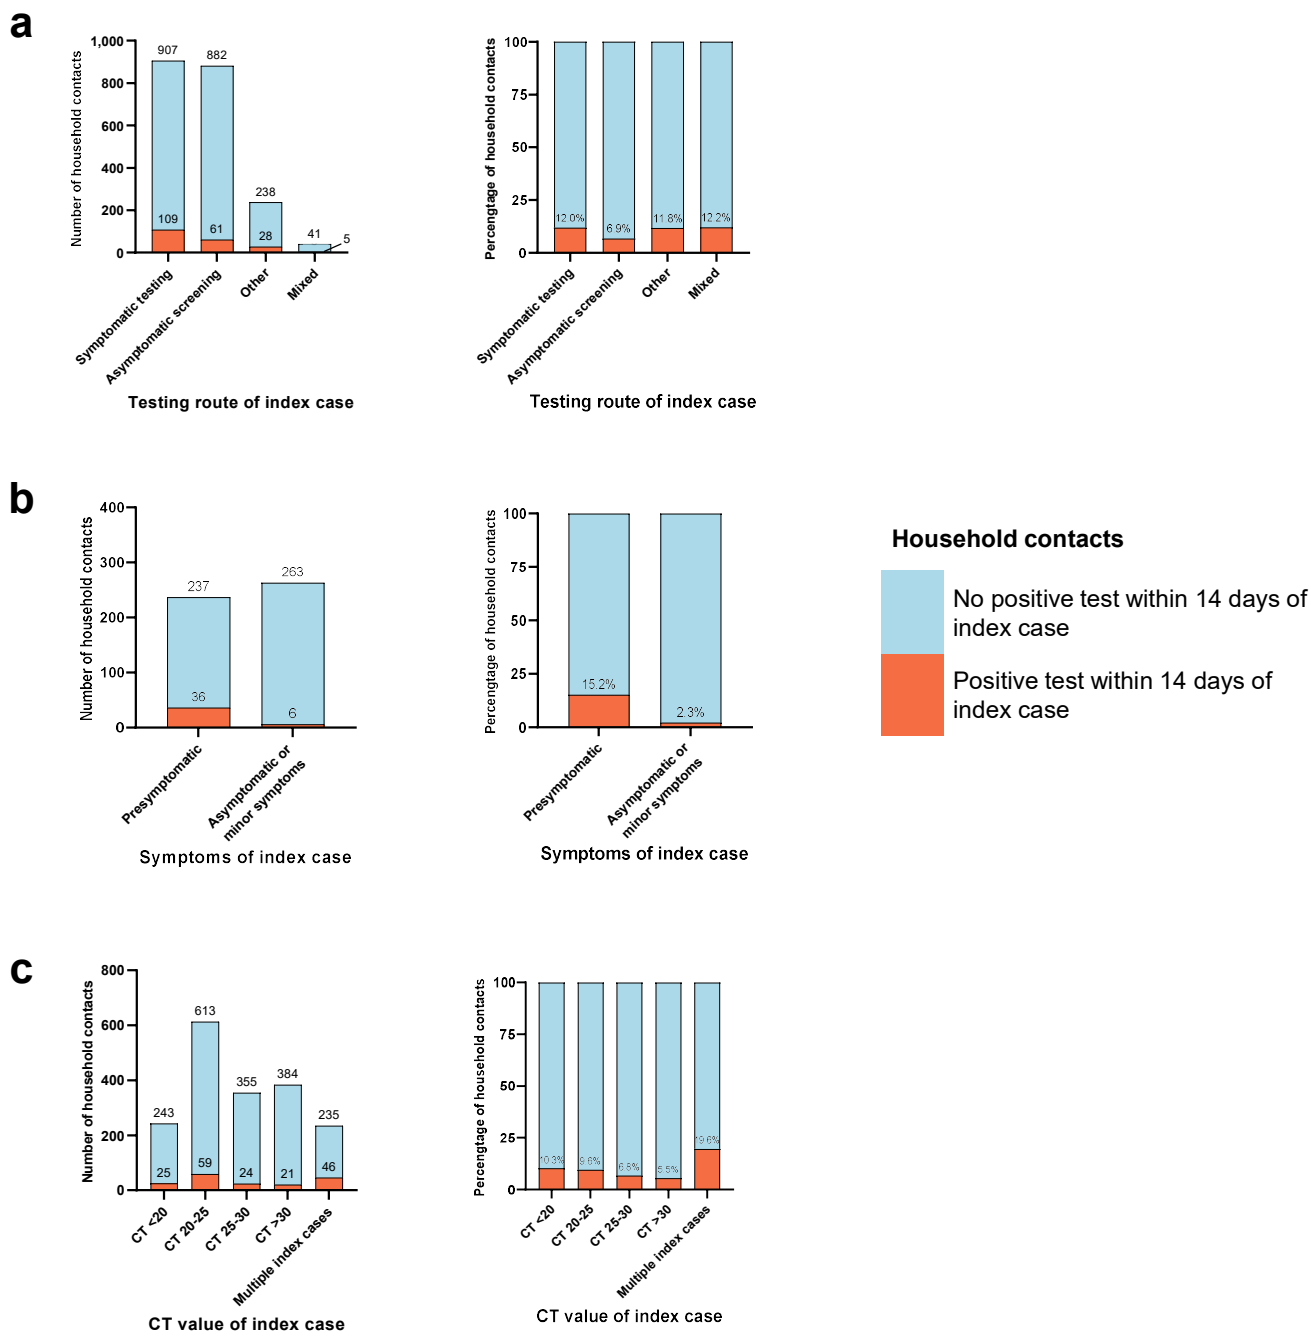 a
Number of household contacts
1,000
800
600
400
200
0
907
882
238
41
109
61
28
5
Symptomatic testing
Asymptomatic screening
Other
Mixed
Testing route of index case
Percengtage of household contacts
100
75
50
25
0
12.0%
6.9%
11.8%
12.2%
Symptomatic testing
Asymptomatic screening
Other
Mixed
Testing route of index case
b
Number of household contacts
400
300
200
100
0
237
263
36
6
Presymptomatic
Asymptomatic or
minor symptoms
Symptoms of index case
Percengtage of household contacts
100
75
50
25
0
15.2%
2.3%
Presymptomatic
Asymptomatic or
minor symptoms
Symptoms of index case
Household contacts
No positive test within 14 days of
index case
Positive test within 14 days of
index case
c
Number of household contacts
800
600
400
200
0
243
613
355
384
235
25
59
24
21
46
CT <20
CT 20-25
CT 25-30
CT >30
Multiple index cases
CT value of index case
Percengtage of household contacts
100
75
50
25
0
10.3%
9.6%
6.8%
5.5%
19.6%
CT <20
CT 20-25
CT 25-30
CT >30
Multiple index cases
CT value of index case